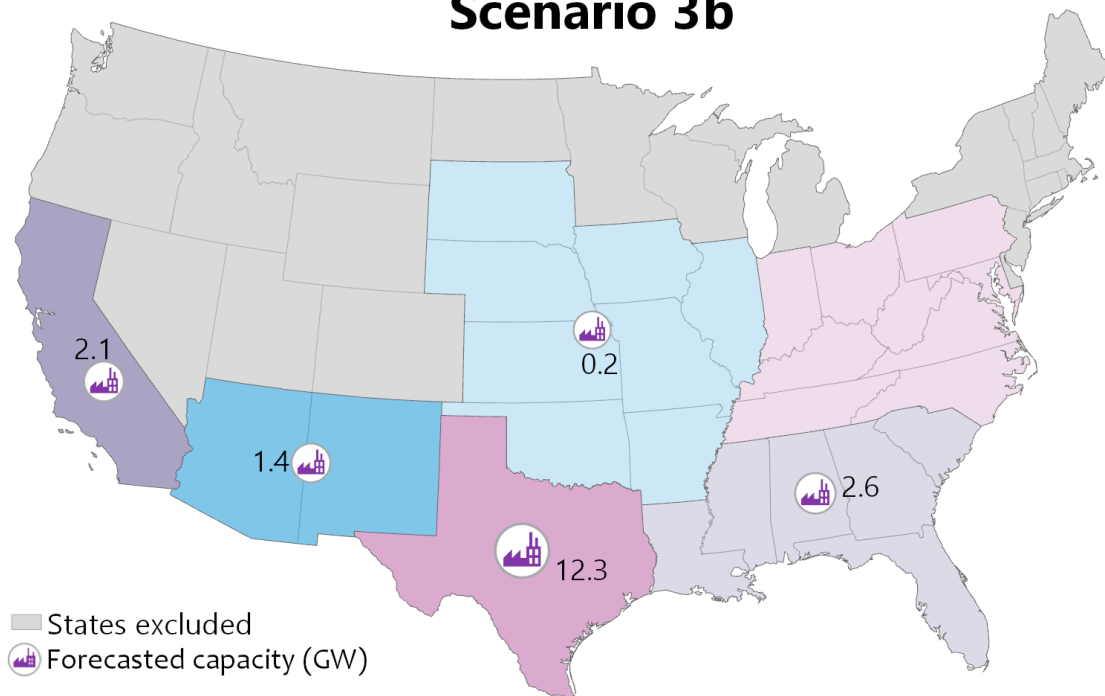 Scenario 3b
2.1
0.2
1.4
2.6
12.3
States excluded
Forecasted capacity (GW)